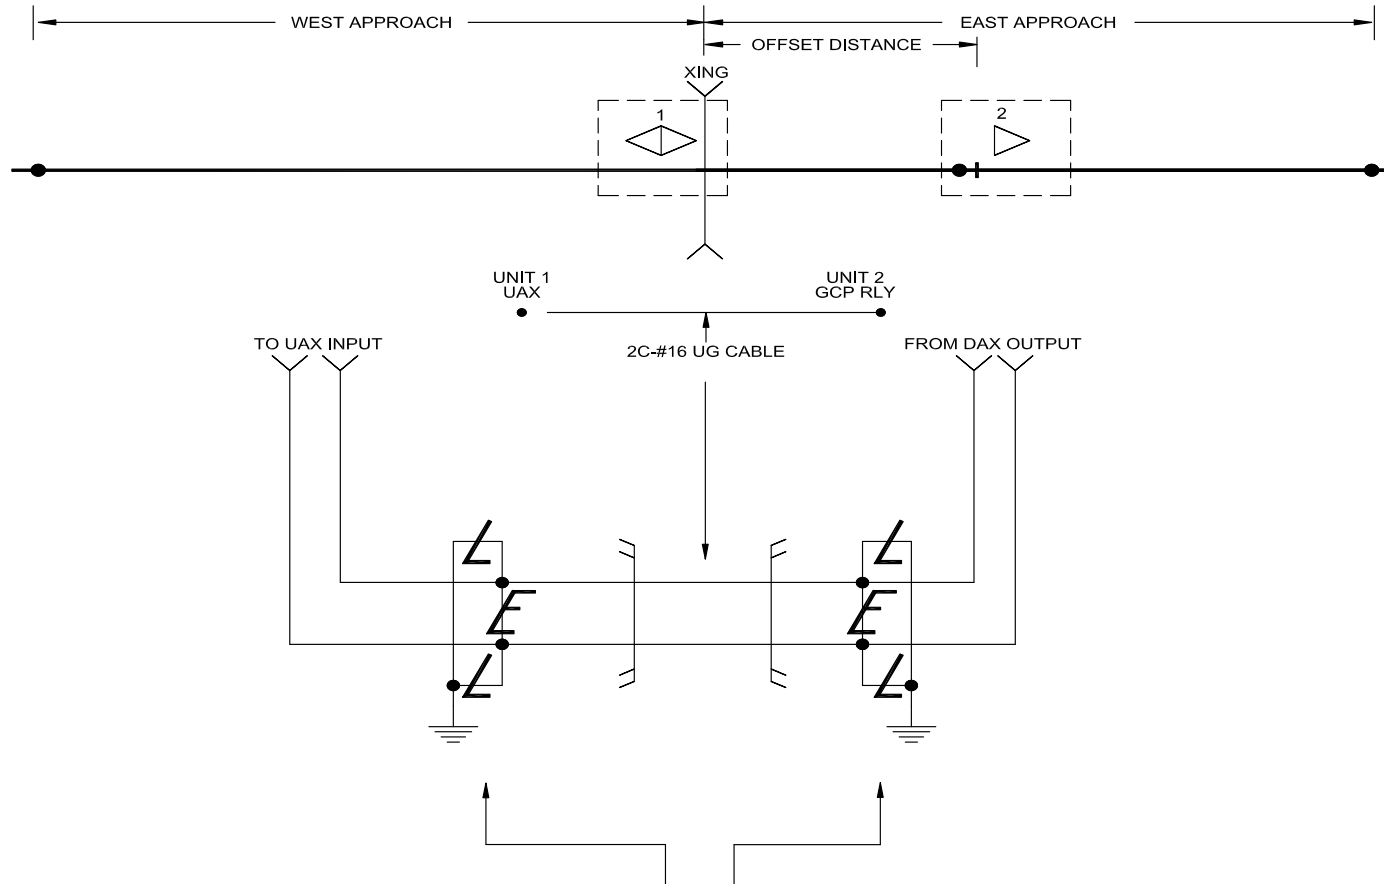 WEST APPROACH
EAST APPROACH
OFFSET DISTANCE
XING
1
2
UNIT 1
UAX
UNIT 2
GCP RLY
TO UAX INPUT
2C-#16 UG CABLE
FROM DAX OUTPUT